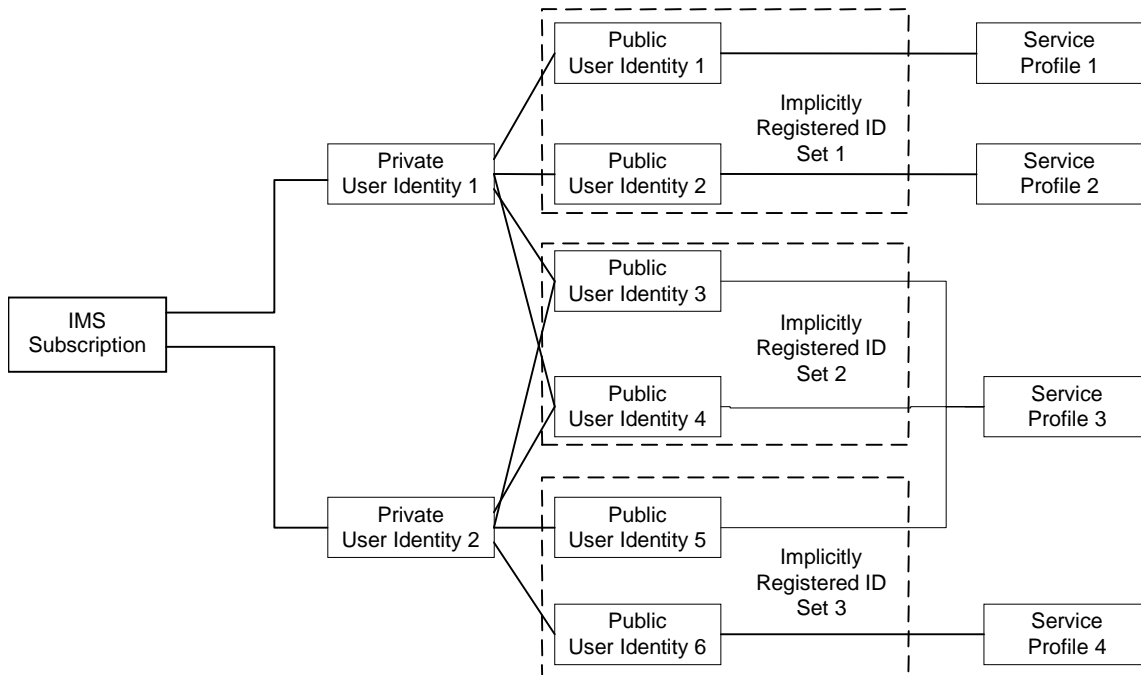 Public
User Identity 1
Service
Profile 1
Implicitly
Registered ID
Set 1
Private
User Identity 1
Public
User Identity 2
Service
Profile 2
Public
User Identity 3
IMS
Subscription
Implicitly
Registered ID
Set 2
Public
User Identity 4
Service
Profile 3
Private
User Identity 2
Public
User Identity 5
Implicitly
Registered ID
Set 3
Public
User Identity 6
Service
Profile 4